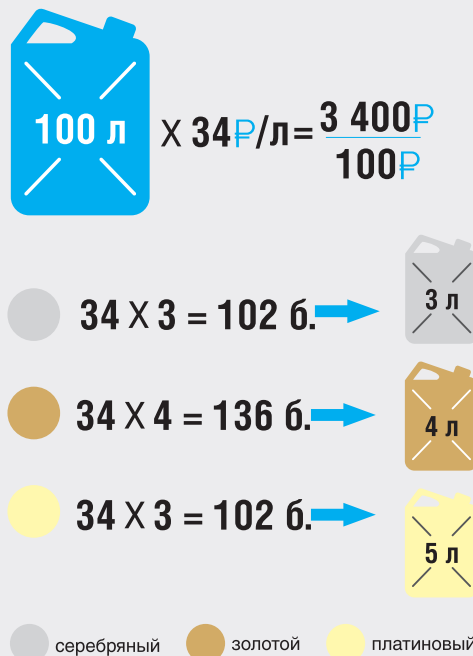 100 л
X 34₽/л= 3 400₽
100₽
34 X 3 = 102 б.
3 л
34 X 4 = 136 б.
4 л
34 X 3 = 102 б.
5 л
серебряный золотой платиновый